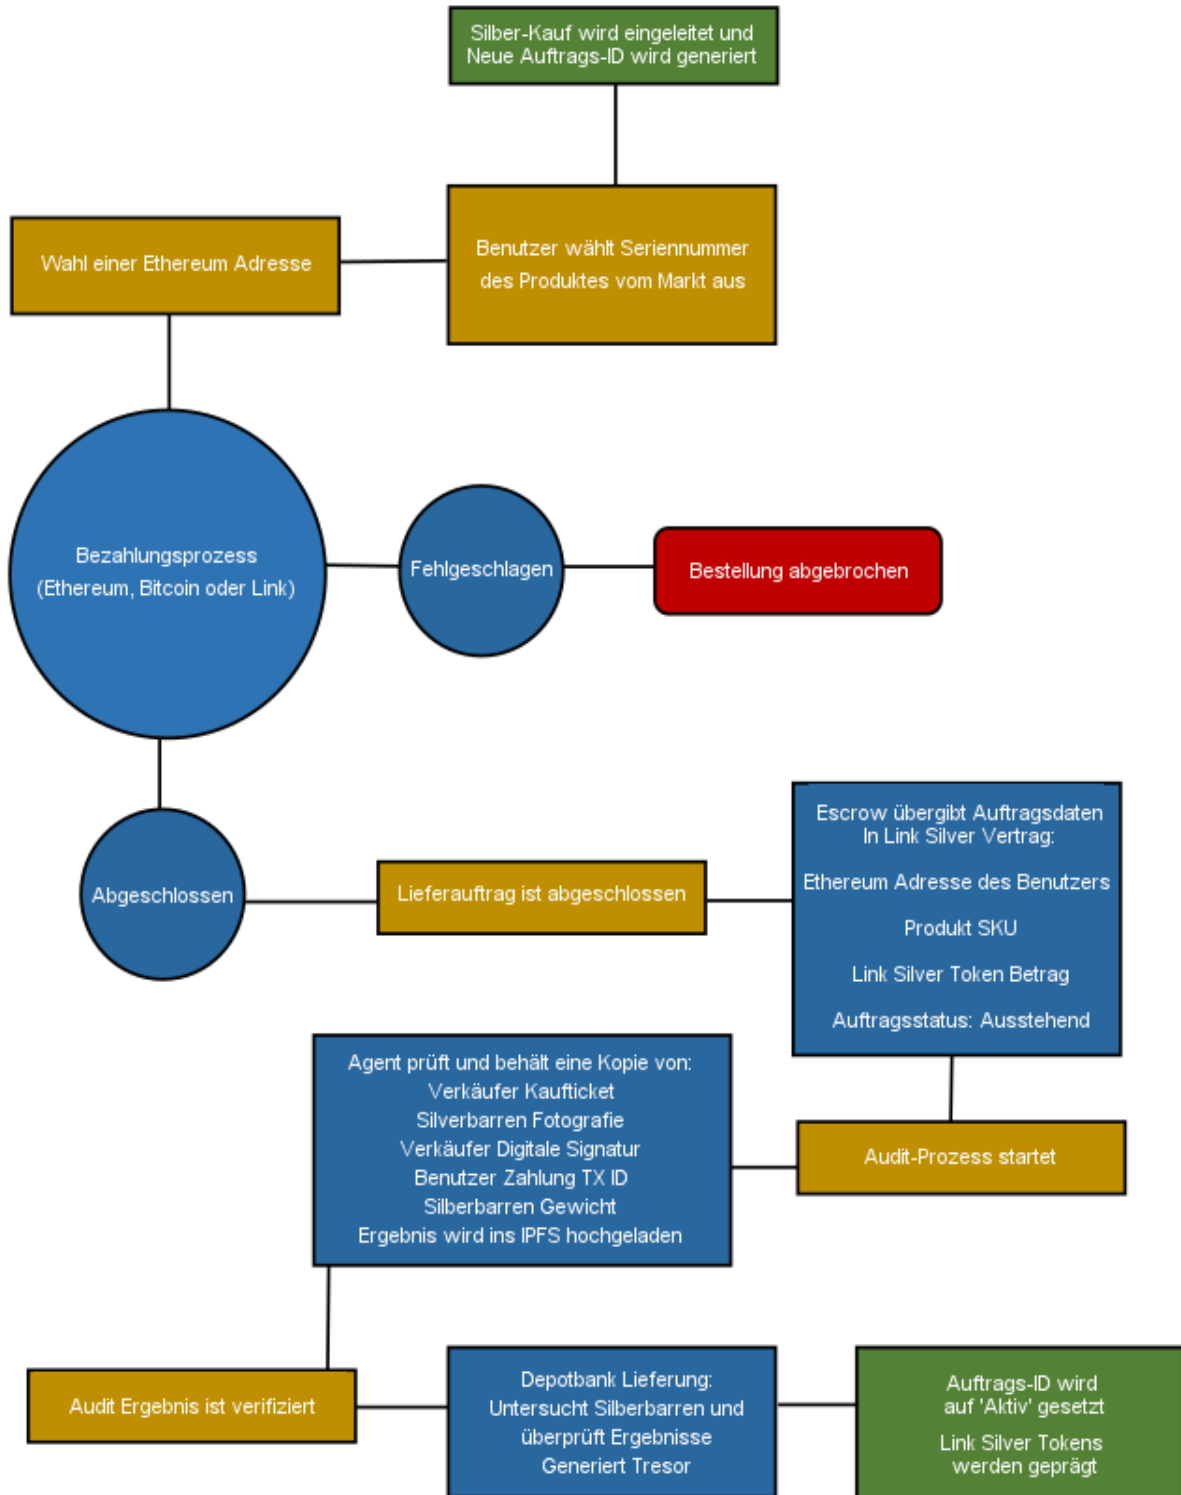 Silber-Kauf wird eingeleitet und
Neue Auftrags-ID wird generiert
Wahl einer Ethereum Adresse
Benutzer wählt Seriennummer
des Produktes vom Markt aus
Bezahlungsprozess
(Ethereum, Bitcoin oder Link)
Fehlgeschlagen
Bestellung abgebrochen
Abgeschlossen
Lieferauftrag ist abgeschlossen
Escrow übergibt Auftragsdaten
In Link Silver Vertrag:
Ethereum Adresse des Benutzers
Produkt SKU
Link Silver Token Betrag
Auftragsstatus: Ausstehend
Audit-Prozess startet
Agent prüft und behält eine Kopie von:
Verkäufer Kaufticket
Silverbarren Fotografie
Verkäufer Digitale Signatur
Benutzer Zahlung TX ID
Silberbarren Gewicht
Ergebnis wird ins IPFS hochgeladen
Audit Ergebnis ist verifiziert
Depotbank Lieferung:
Untersucht Silberbarren und
überprüft Ergebnisse
Generiert Tresor
Auftrags-ID wird
auf 'Aktiv' gesetzt
Link Silver Tokens
werden geprägt